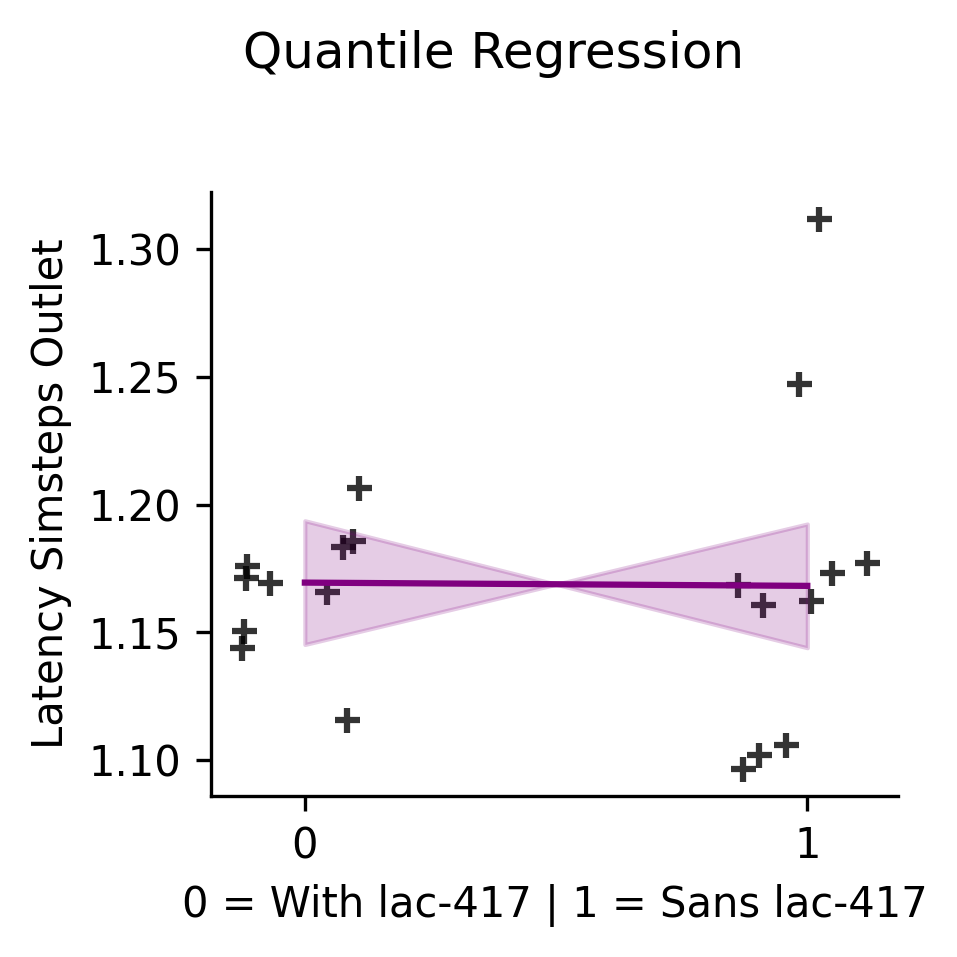 Quantile Regression
Latency Simsteps Outlet
1.30
1.25
1.20
1.15
1.10
0 1
0 = With lac-417 | 1 = Sans lac-417